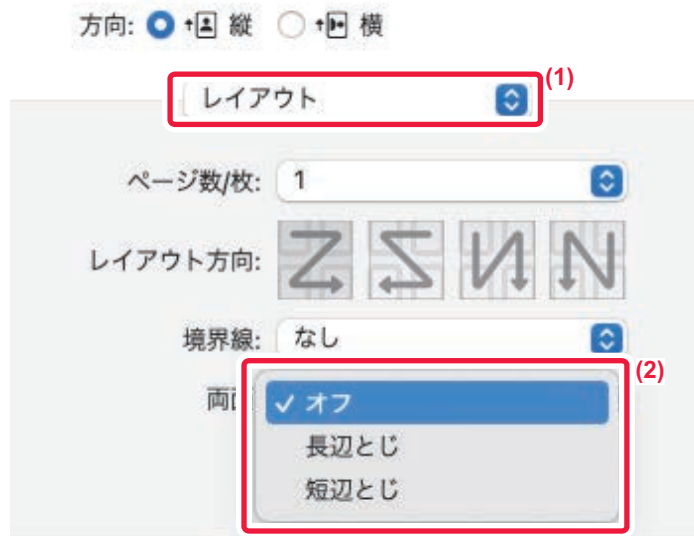 方向: 縦 横
レイアウト (1)
ページ数/枚: 1
レイアウト方向:
境界線: なし
(2)
両
✓ オフ
長辺とじ
短辺とじ